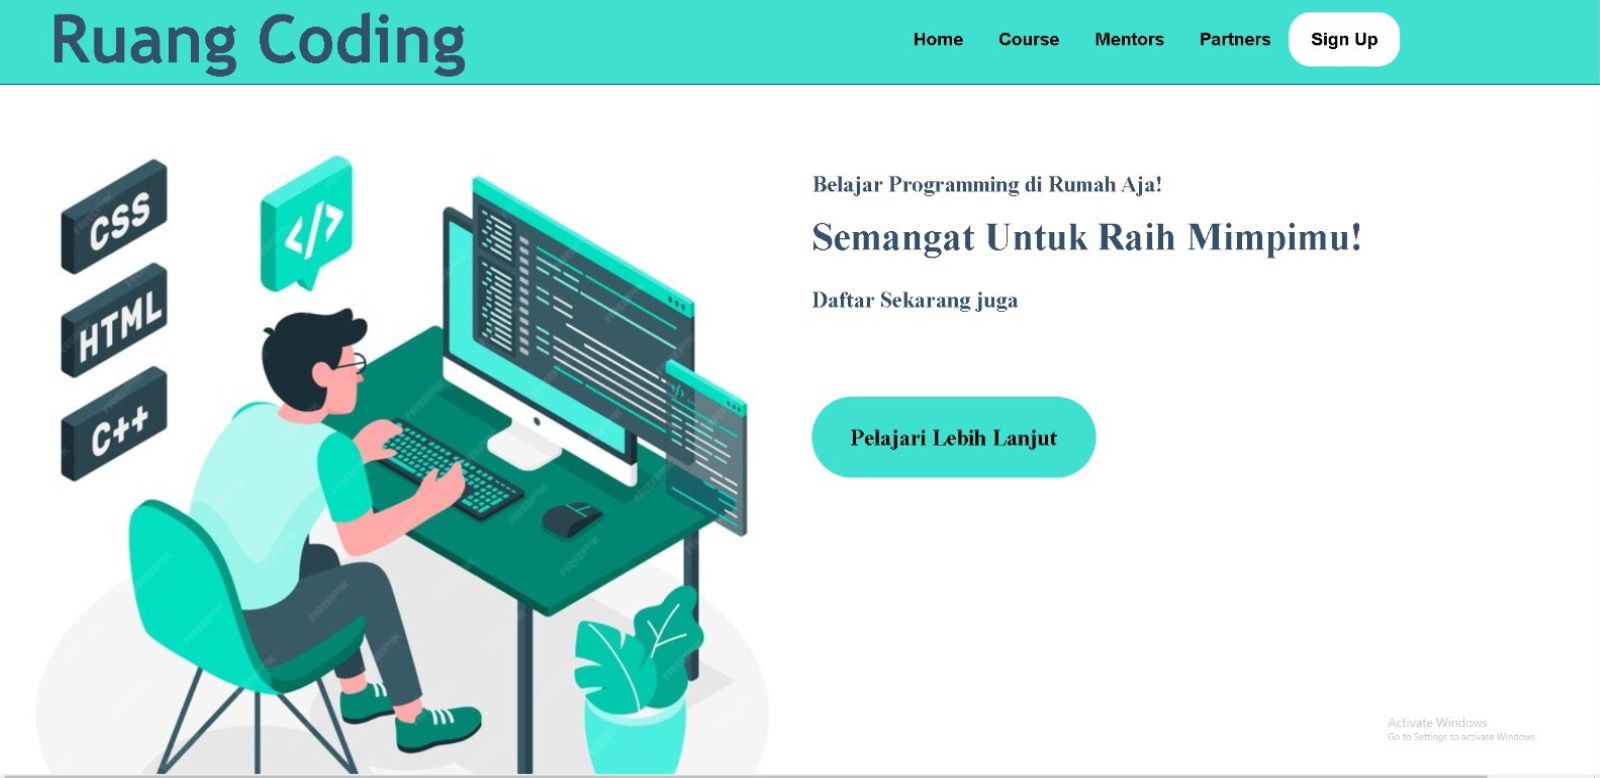 Ruang Coding
Home Course Mentors Partners Sign Up
CSS
</>
HTML
C++
Belajar Programming di Rumah Aja!
Semangat Untuk Raih Mimpimu!
Daftar Sekarang juga
Pelajari Lebih Lanjut
Activate Windows
Go to Settings to activate Windows.